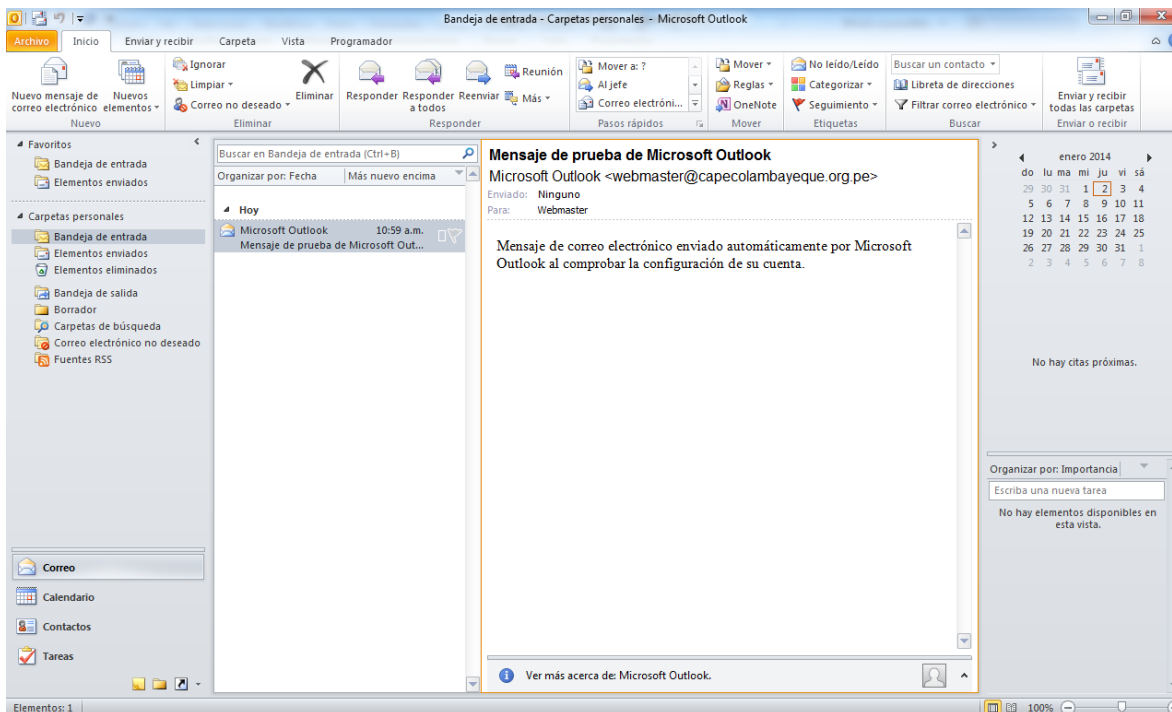 Bandeja de entrada - Carpetas personales - Microsoft Outlook
Archivo Inicio Enviar y recibir Carpeta Vista Programador
Nuevo mensaje de correo electrónico
Nuevos elementos
Nuevo
Ignorar
Limpiar
Correo no deseado
Eliminar
Eliminar
Responder
Responder a todos
Reenviar
Reunión
Más
Responder
Mover a: ?
Al jefe
Correo electróni...
Pasos rápidos
Mover
Reglas
OneNote
Mover
No leído/Leído
Categorizar
Seguimiento
Etiquetas
Buscar un contacto
Libreta de direcciones
Filtrar correo electrónico
Buscar
Enviar y recibir
todas las carpetas
Enviar o recibir
Favoritos
Bandeja de entrada
Elementos enviados
Carpetas personales
Bandeja de entrada
Elementos enviados
Elementos eliminados
Bandeja de salida
Borrador
Carpetas de búsqueda
Correo electrónico no deseado
Fuentes RSS
Correo
Calendario
Contactos
Tareas
Buscar en Bandeja de entrada (Ctrl+B)
Organizar por: Fecha Más nuevo encima
Hoy
Microsoft Outlook 10:59 a.m.
Mensaje de prueba de Microsoft Out...
Mensaje de prueba de Microsoft Outlook
Microsoft Outlook <webmaster@capecolambayeque.org.pe>
Enviado: Ninguno
Para: Webmaster
Mensaje de correo electrónico enviado automáticamente por Microsoft
Outlook al comprobar la configuración de su cuenta.
Ver más acerca de: Microsoft Outlook.
enero 2014
do lu ma mi ju vi sá
29 30 31 1 2 3 4
5 6 7 8 9 10 11
12 13 14 15 16 17 18
19 20 21 22 23 24 25
26 27 28 29 30 31 1
2 3 4 5 6 7 8
No hay citas próximas.
Organizar por: Importancia
Escriba una nueva tarea
No hay elementos disponibles en
esta vista.
Elementos: 1
100%